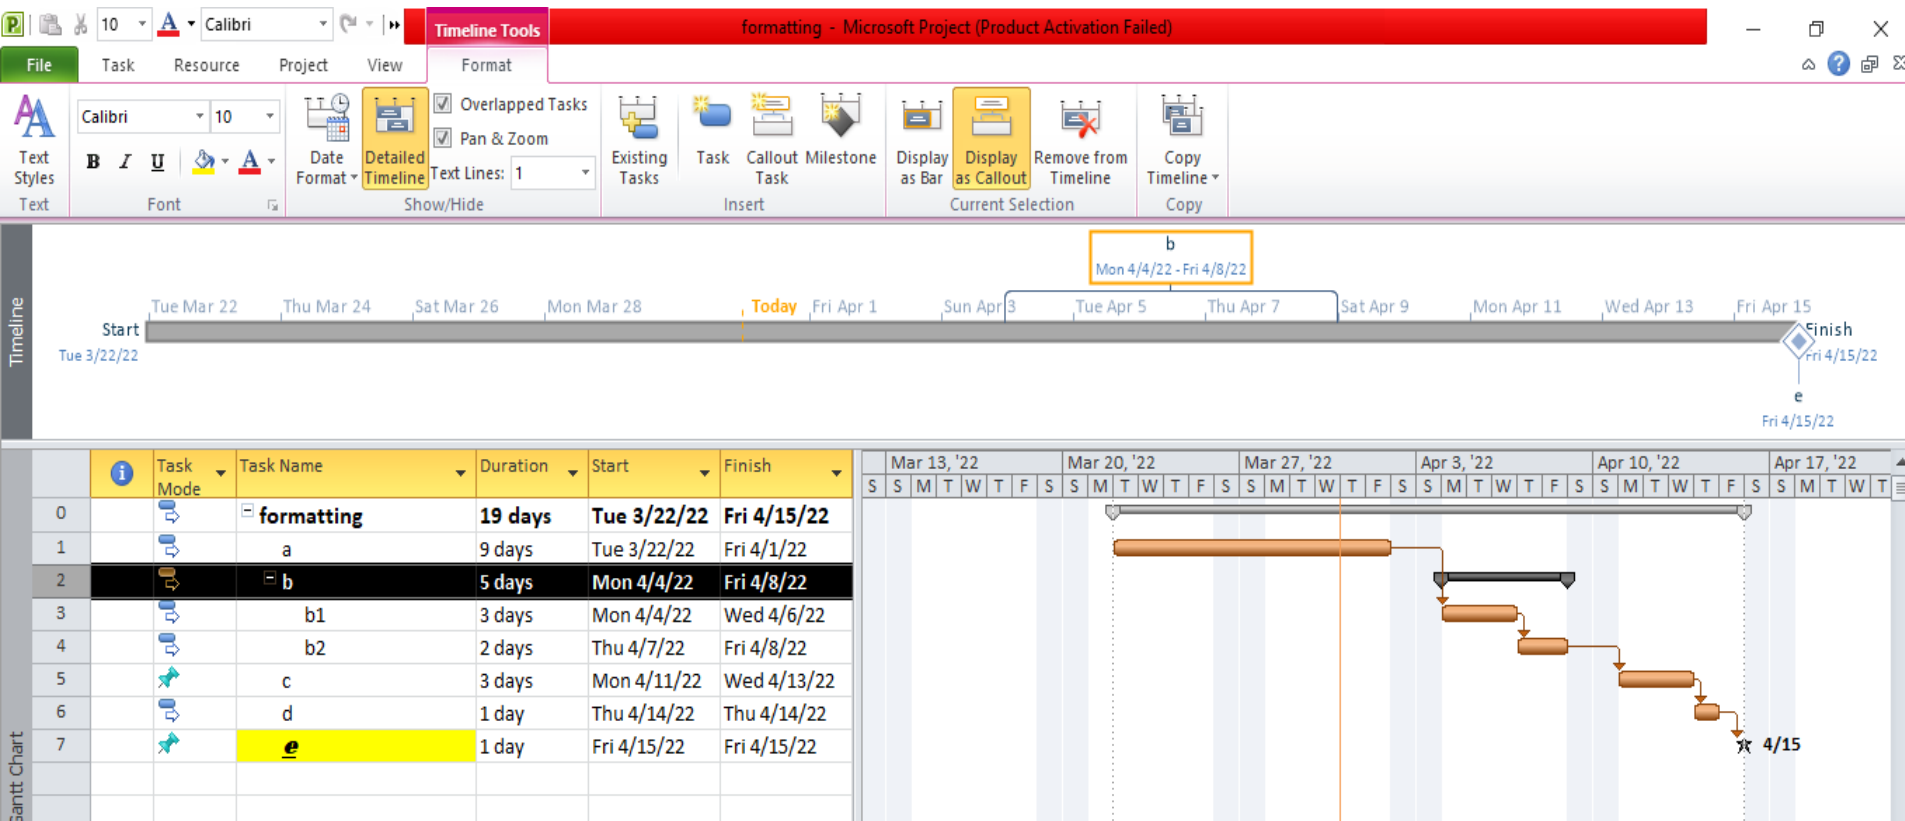 10 A Calibri Timeline Tools formatting - Microsoft Project (Product Activation Failed)
File Task Resource Project View Format
Calibri 10
B I U A
Text Styles
Text
Font
Date Format
Detailed Timeline
Overlapped Tasks
Pan & Zoom
Text Lines: 1
Show/Hide
Existing Tasks
Task
Callout Task
Milestone
Insert
Display as Bar
Display as Callout
Remove from Timeline
Current Selection
Copy Timeline
Copy
Timeline
b
Mon 4/4/22 - Fri 4/8/22
Tue Mar 22 Thu Mar 24 Sat Mar 26 Mon Mar 28 Today Fri Apr 1 Sun Apr 3 Tue Apr 5 Thu Apr 7 Sat Apr 9 Mon Apr 11 Wed Apr 13 Fri Apr 15
Start
Tue 3/22/22
Finish
Fri 4/15/22
e
Fri 4/15/22
Gantt Chart
Task Mode Task Name Duration Start Finish
Mar 13, '22 Mar 20, '22 Mar 27, '22 Apr 3, '22 Apr 10, '22 Apr 17, '22
S S M T W T F S S M T W T F S S M T W T F S S M T W T F S S M T W T F S S M T W T
0 formatting 19 days Tue 3/22/22 Fri 4/15/22
1 a 9 days Tue 3/22/22 Fri 4/1/22
2 b 5 days Mon 4/4/22 Fri 4/8/22
3 b1 3 days Mon 4/4/22 Wed 4/6/22
4 b2 2 days Thu 4/7/22 Fri 4/8/22
5 c 3 days Mon 4/11/22 Wed 4/13/22
6 d 1 day Thu 4/14/22 Thu 4/14/22
7 e 1 day Fri 4/15/22 Fri 4/15/22 4/15